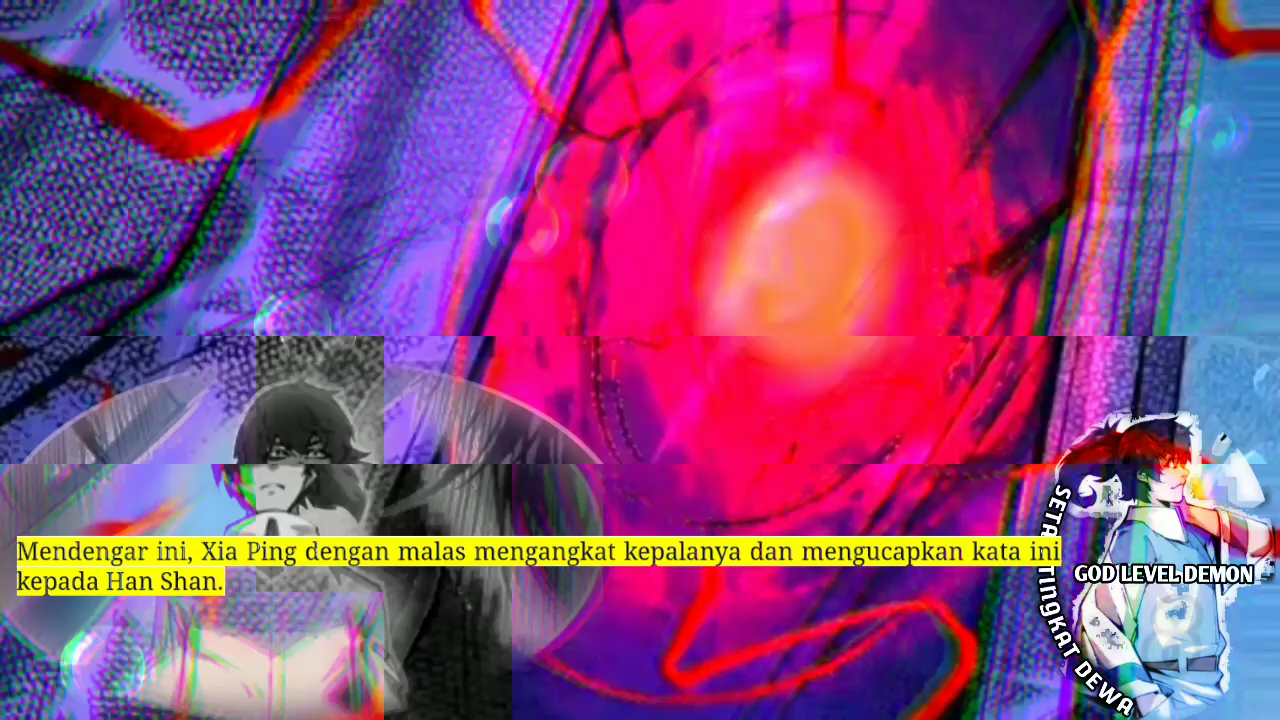 Mendengar ini, Xia Ping dengan malas mengangkat kepalanya dan mengucapkan kata ini
kepada Han Shan.
GOD LEVEL DEMON
SETAN TINGKAT DEWA